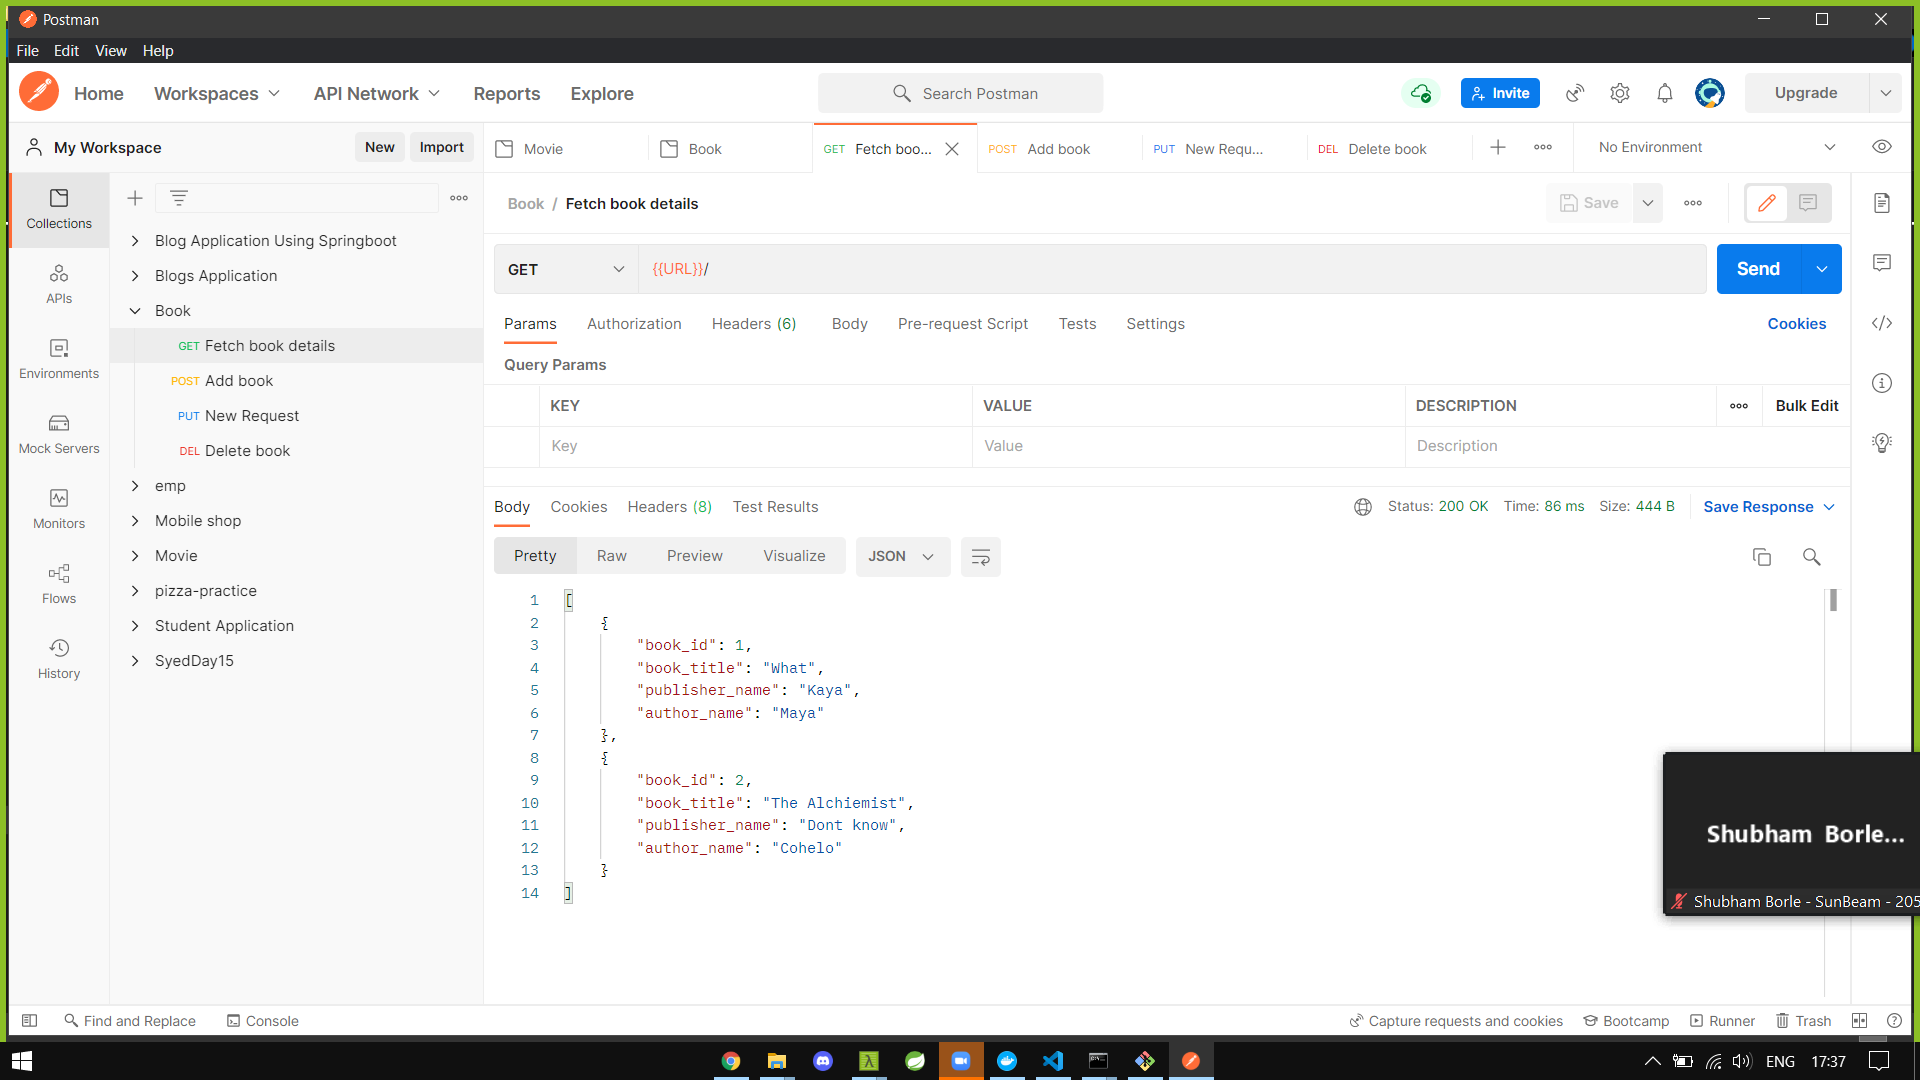 Postman
File Edit View Help
Home Workspaces API Network Reports Explore Search Postman Invite Upgrade
My Workspace New Import Movie Book GET Fetch boo... POST Add book PUT New Requ... DEL Delete book No Environment
Book / Fetch book details Save
Collections
APIs
Environments
Mock Servers
Monitors
Flows
History
Blog Application Using Springboot
Blogs Application
Book
GET Fetch book details
POST Add book
PUT New Request
DEL Delete book
emp
Mobile shop
Movie
pizza-practice
Student Application
SyedDay15
GET {{URL}}/ Send
Params Authorization Headers (6) Body Pre-request Script Tests Settings Cookies
Query Params
KEY VALUE DESCRIPTION Bulk Edit
Key Value Description
Body Cookies Headers (8) Test Results Status: 200 OK Time: 86 ms Size: 444 B Save Response
Pretty Raw Preview Visualize JSON
1 [
2 {
3 "book_id": 1,
4 "book_title": "What",
5 "publisher_name": "Kaya",
6 "author_name": "Maya"
7 },
8 {
9 "book_id": 2,
10 "book_title": "The Alchiemist",
11 "publisher_name": "Dont know",
12 "author_name": "Cohelo"
13 }
14 ]
Shubham Borle...
Shubham Borle - SunBeam - 205
Find and Replace Console Capture requests and cookies Bootcamp Runner Trash
ENG 17:37